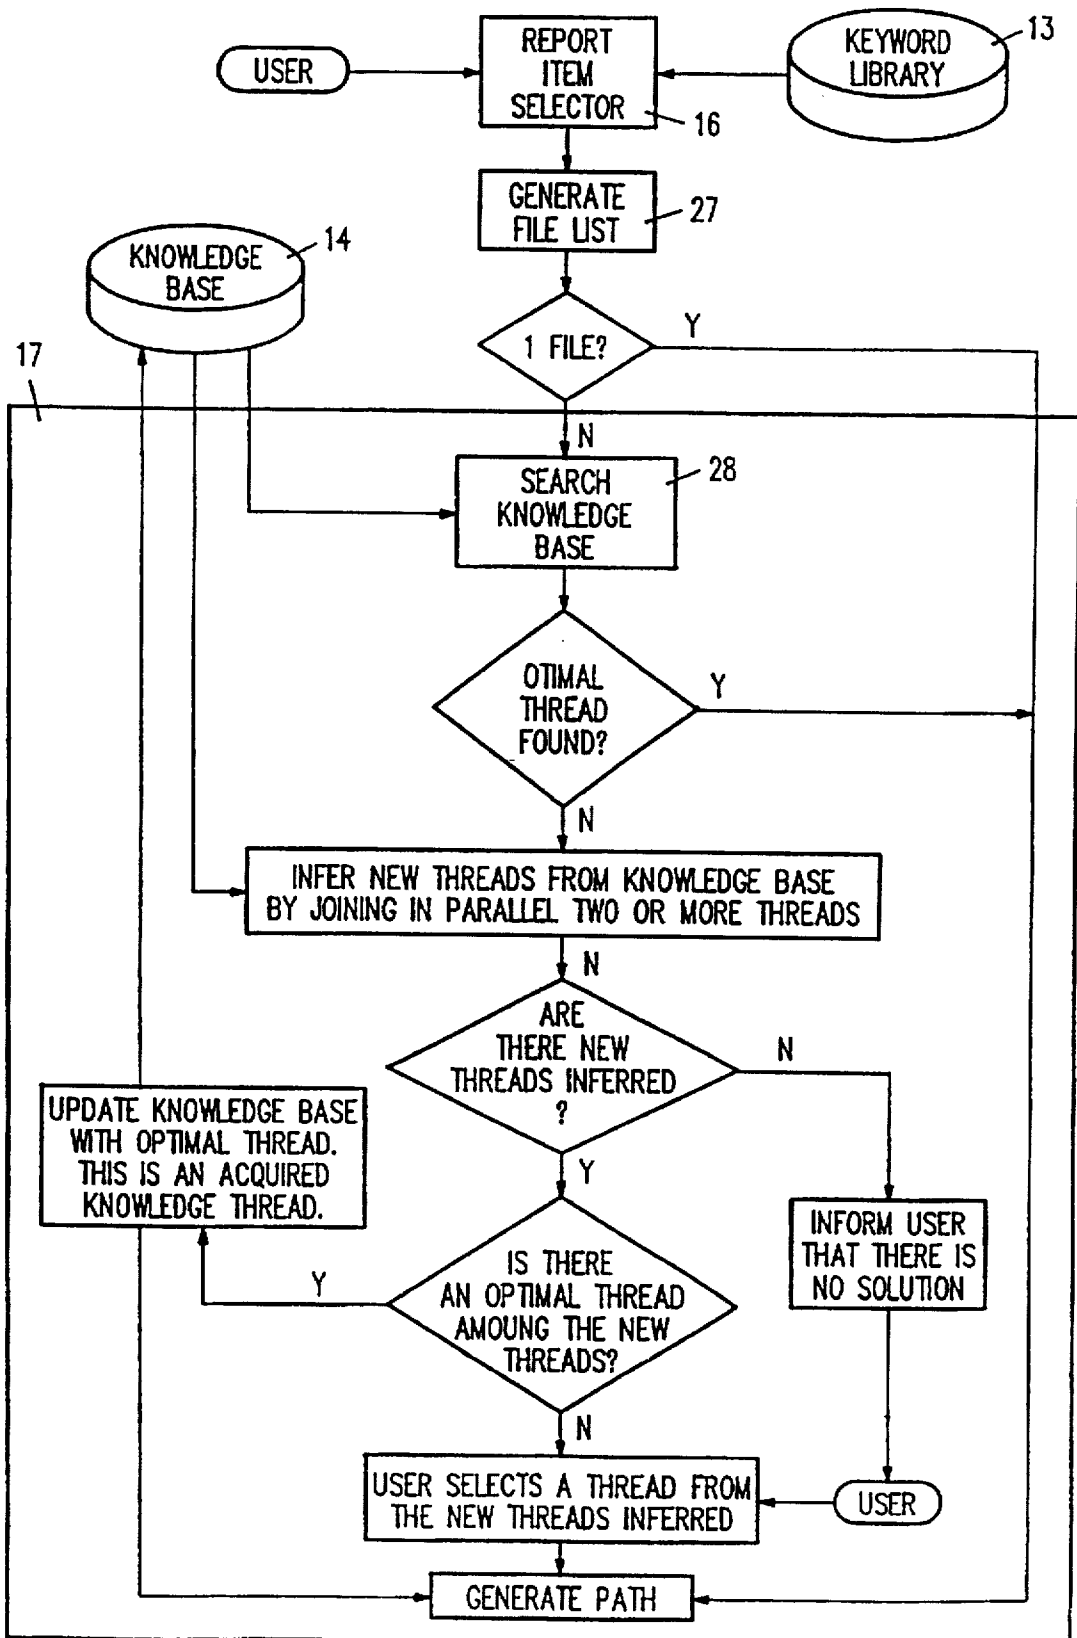 USER
REPORT
ITEM
SELECTOR
16
KEYWORD
LIBRARY
13
GENERATE
FILE LIST
27
KNOWLEDGE
BASE
14
1 FILE?
Y
17
N
SEARCH
KNOWLEDGE
BASE
28
OTIMAL
THREAD
FOUND?
Y
N
INFER NEW THREADS FROM KNOWLEDGE BASE
BY JOINING IN PARALLEL TWO OR MORE THREADS
N
ARE
THERE NEW
THREADS INFERRED
?
N
Y
UPDATE KNOWLEDGE BASE
WITH OPTIMAL THREAD.
THIS IS AN ACQUIRED
KNOWLEDGE THREAD.
INFORM USER
THAT THERE IS
NO SOLUTION
IS THERE
AN OPTIMAL THREAD
AMOUNG THE NEW
THREADS?
Y
N
USER SELECTS A THREAD FROM
THE NEW THREADS INFERRED
USER
GENERATE PATH